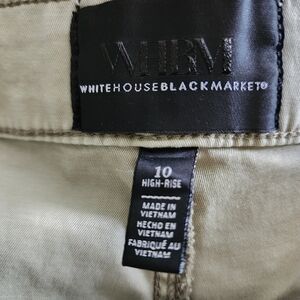 WHBM
WHITEHOUSEBLACKMARKET®
10
HIGH-RISE
MADE IN
VIETNAM
HECHO EN
VIETNAM
FABRIQUÉ AU
VIETNAM